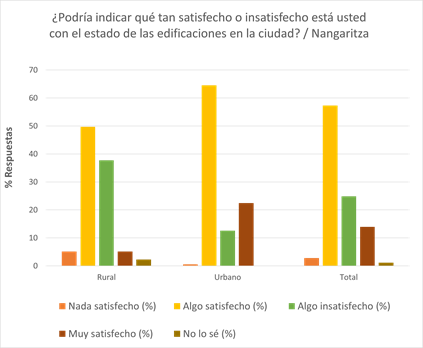 ¿Podría indicar qué tan satisfecho o insatisfecho está usted
con el estado de las edificaciones en la ciudad? / Nangaritza
70
60
50
40
30
20
10
0
% Respuestas
Rural Urbano Total
Nada satisfecho (%) Algo satisfecho (%) Algo insatisfecho (%)
Muy satisfecho (%) No lo sé (%)